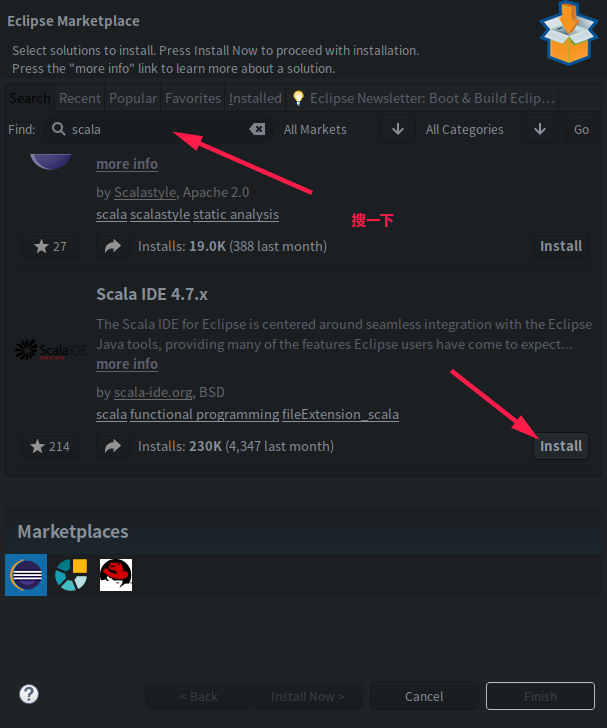 Eclipse Marketplace
Select solutions to install. Press Install Now to proceed with installation.
Press the "more info" link to learn more about a solution.
Search Recent Popular Favorites Installed Eclipse Newsletter: Boot & Build Eclip...
Find: scala All Markets All Categories Go
more info
by Scalastyle, Apache 2.0
scala scalastyle static analysis
搜一下
27 Installs: 19.0K (388 last month) Install
Scala IDE 4.7.x
The Scala IDE for Eclipse is centered around seamless integration with the Eclipse
Java tools, providing many of the features Eclipse users have come to expect...
ScalaIDE
more info
by scala-ide.org, BSD
scala functional programming fileExtension_scala
214 Installs: 230K (4,347 last month) Install
Marketplaces
? < Back Install Now > Cancel Finish